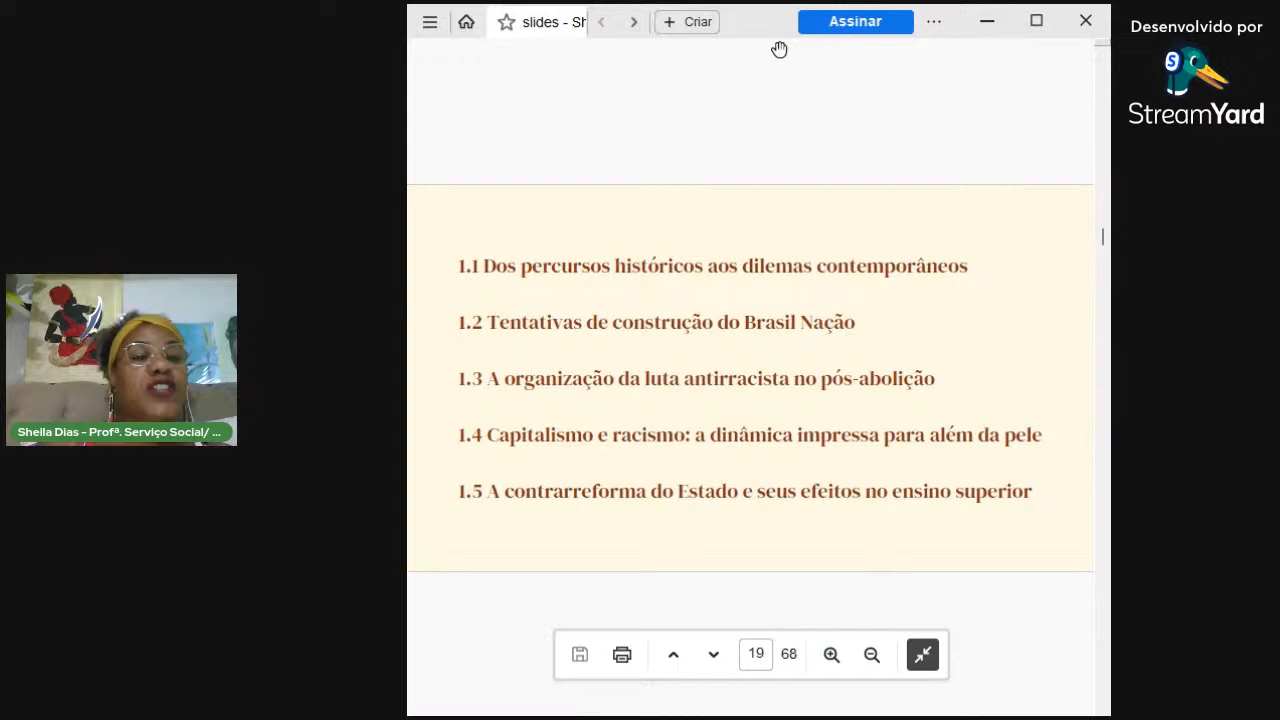 slides - Sh
Criar
Assinar
Desenvolvido por
StreamYard
1.1 Dos percursos históricos aos dilemas contemporâneos
1.2 Tentativas de construção do Brasil Nação
1.3 A organização da luta antirracista no pós-abolição
1.4 Capitalismo e racismo: a dinâmica impressa para além da pele
1.5 A contrarreforma do Estado e seus efeitos no ensino superior
Sheila Dias - Profª. Serviço Social/ ...
19 68